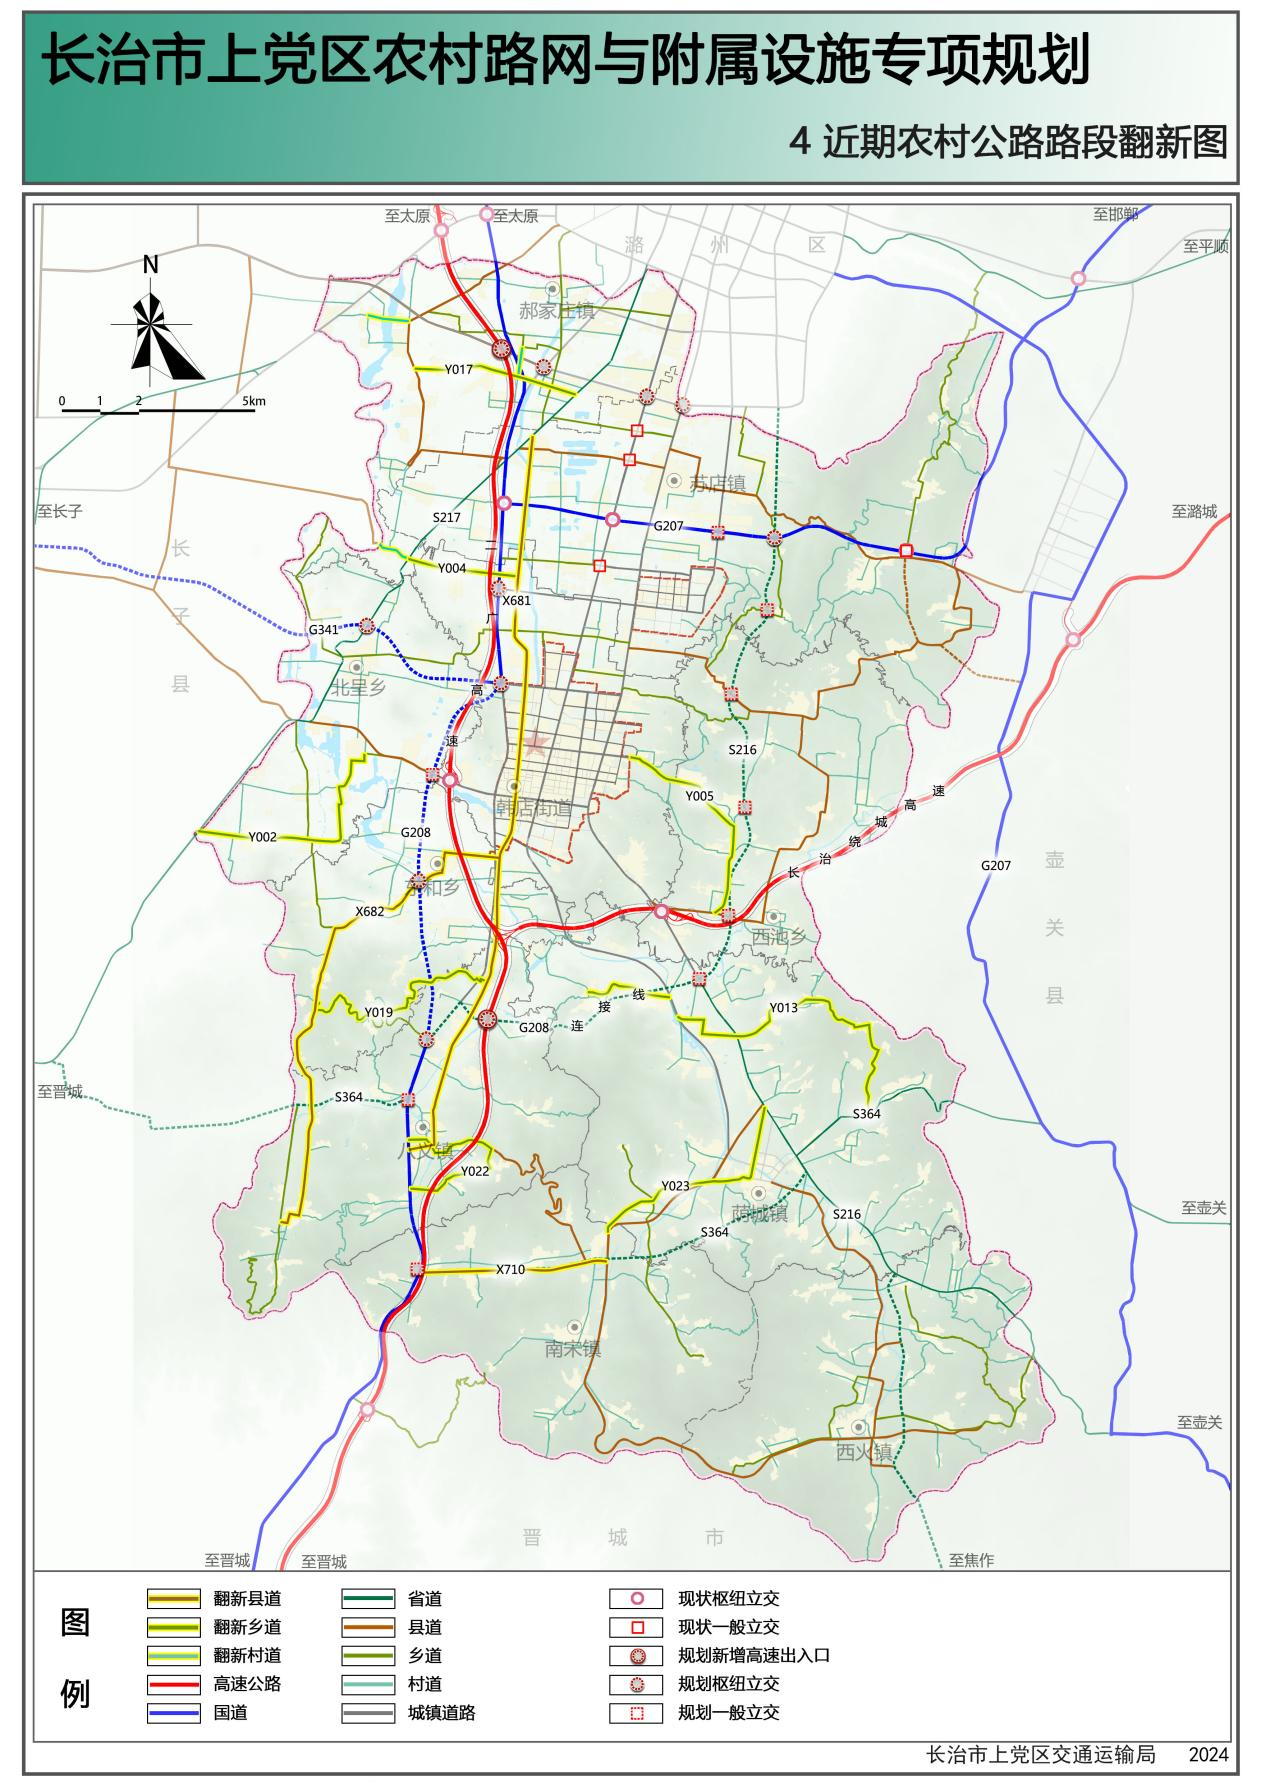 长治市上党区农村路网与附属设施专项规划
4 近期农村公路路段翻新图
至太原
至太原
至邯郸
潞 州 区
至平顺
N
郝家庄镇
Y017
0 1 2 5km
苏店镇
至长子
S217
G207
至潞城
长子县
二广高速
Y004
X681
G341
北呈乡
S216
Y005
长治绕城高速
韩店街道
Y002
G208
G207
壶关县
X682
西池乡
Y019
连接线
Y013
G208
至晋城
S364
S364
八义镇
Y022
Y023
荫城镇
S216
至壶关
S364
X710
南宋镇
至壶关
西火镇
晋 城 市
至晋城
至晋城
至焦作
图例
翻新县道
翻新乡道
翻新村道
高速公路
国道
省道
县道
乡道
村道
城镇道路
现状枢纽立交
现状一般立交
规划新增高速出入口
规划枢纽立交
规划一般立交
长治市上党区交通运输局 2024